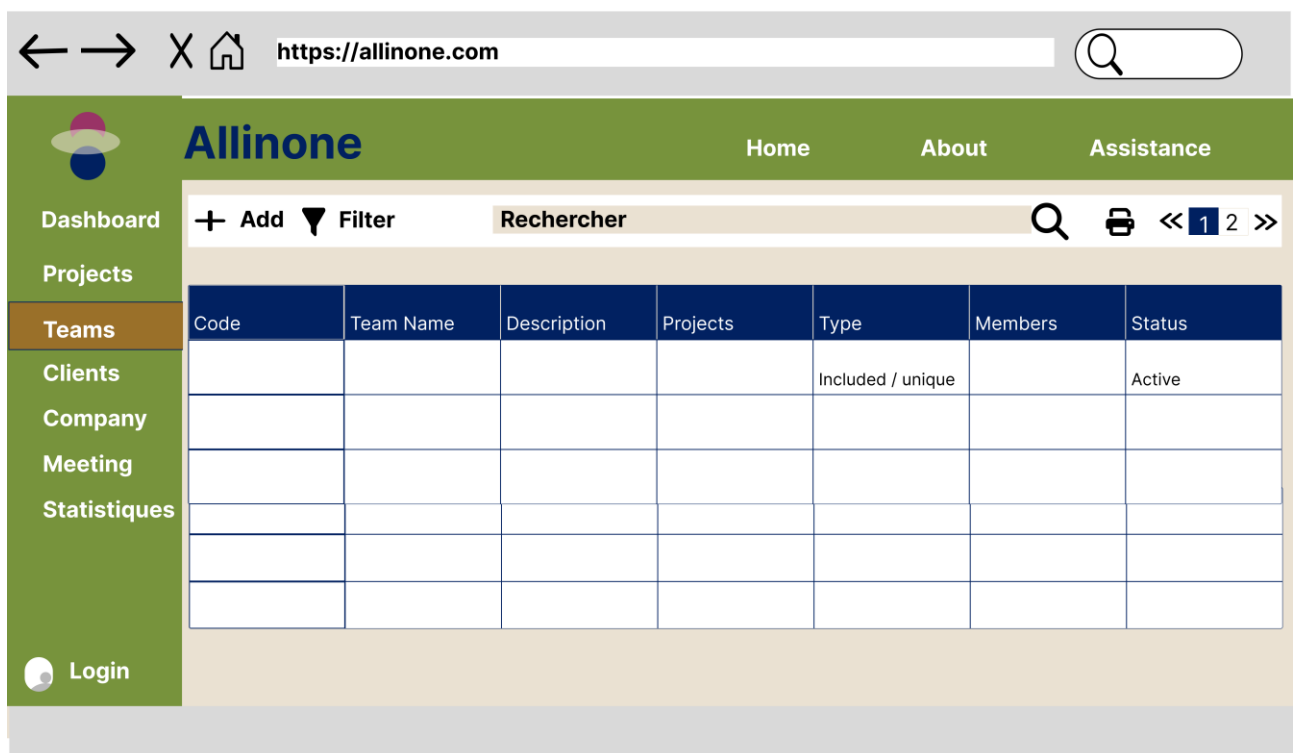 https://allinone.com
Allinone
Home About Assistance
Dashboard
Projects
Teams
Clients
Company
Meeting
Statistiques
Login
Add Filter Rechercher << 1 2 >>
Code Team Name Description Projects Type Members Status
Included / unique Active